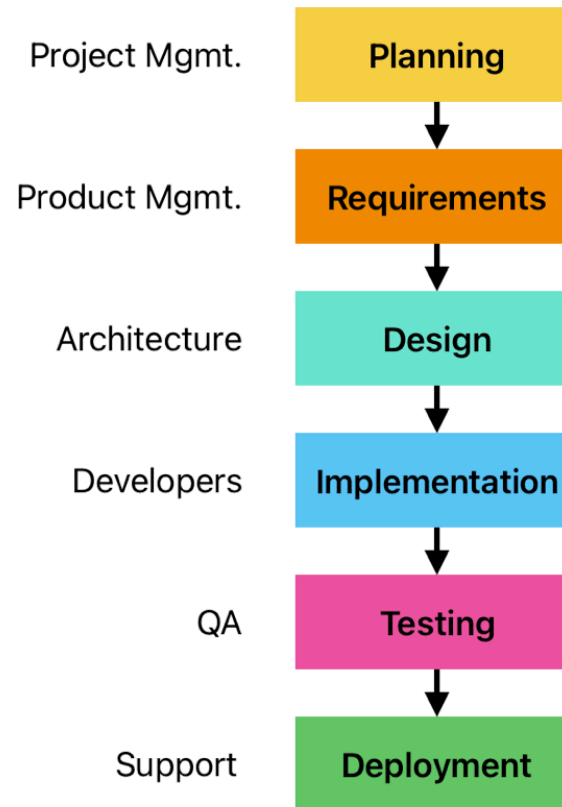 Project Mgmt. Planning
Product Mgmt. Requirements
Architecture Design
Developers Implementation
QA Testing
Support Deployment